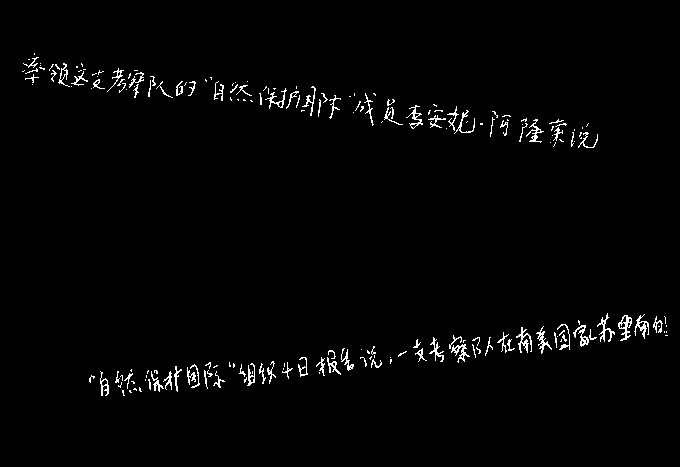 率领这支考察队的“自然保护国际”成员李安妮·阿隆索说
“自然保护国际”组织4日报告说,一支考察队在南美国家苏里南的